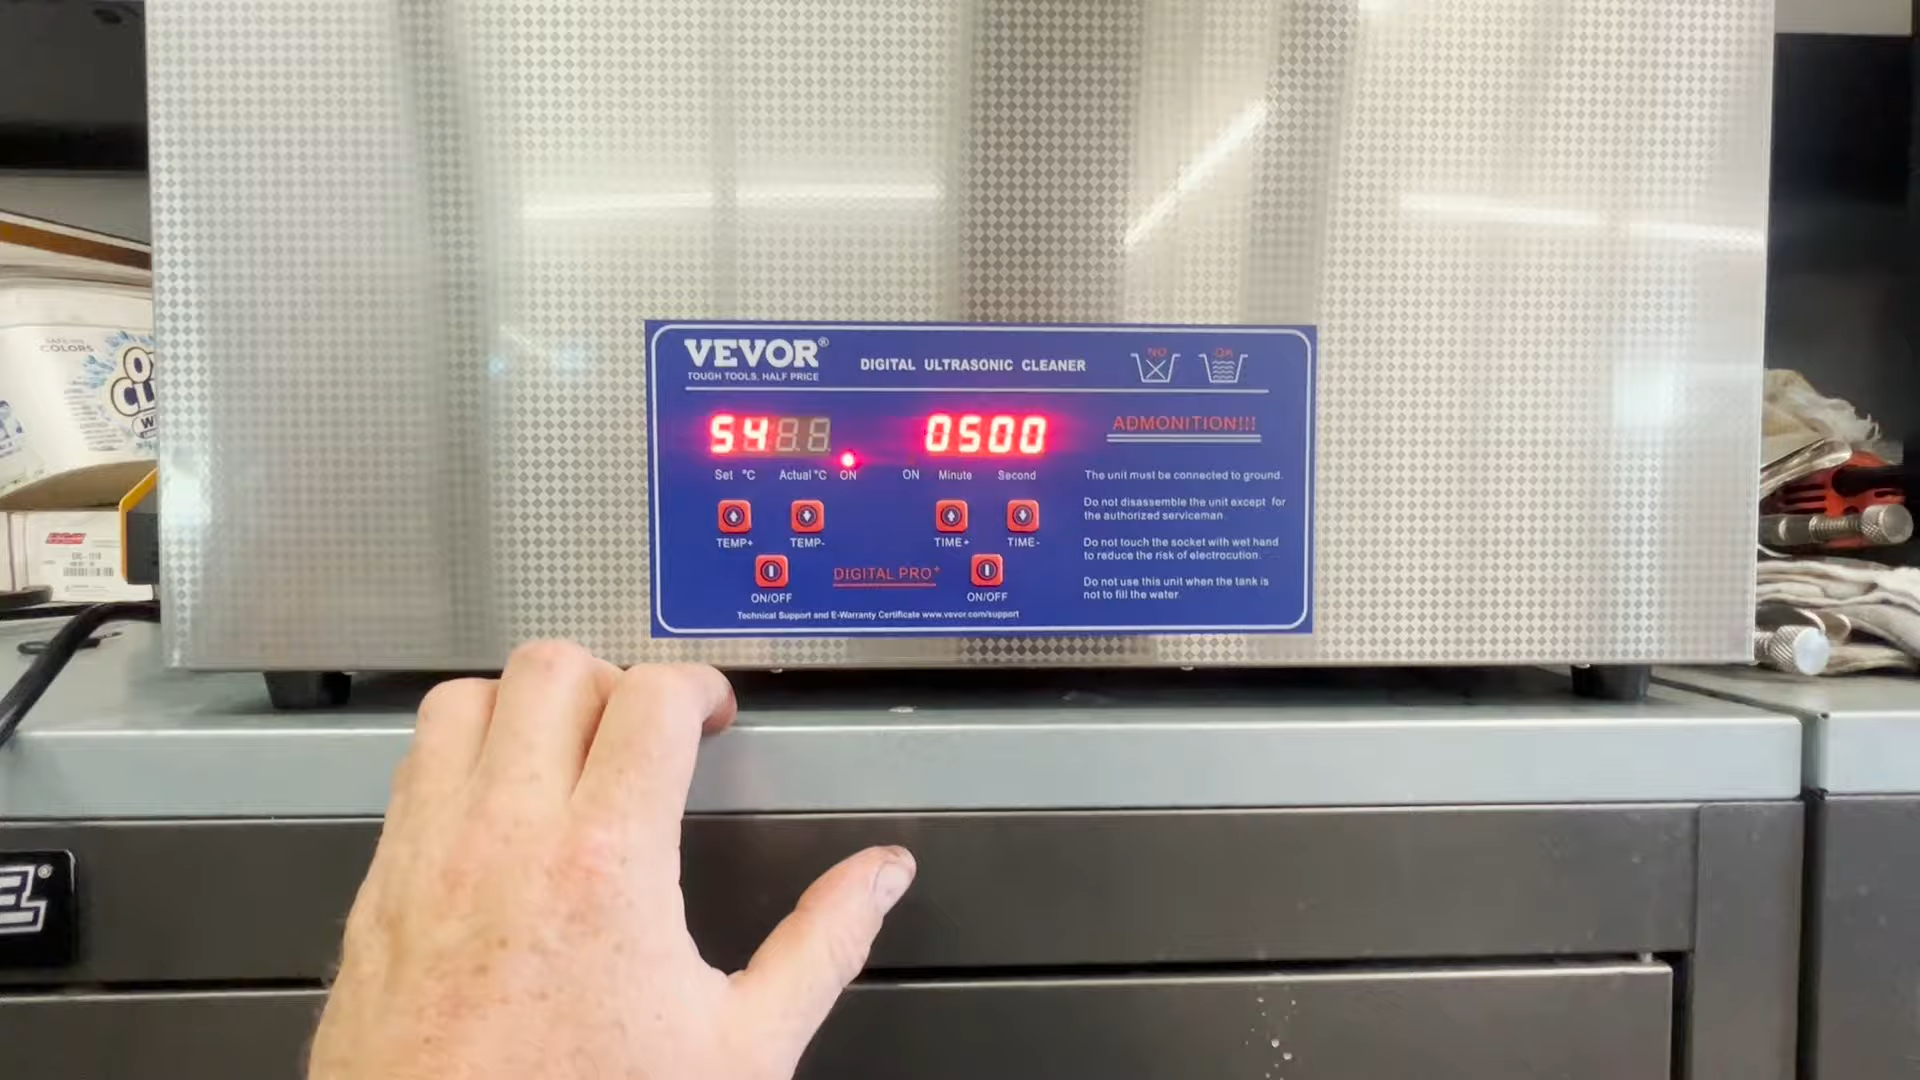 VEVOR®
TOUGH TOOLS, HALF PRICE
DIGITAL ULTRASONIC CLEANER
NO
OK
54
0500
ADMONITION!!!
Set °C
Actual °C
ON
ON
Minute
Second
The unit must be connected to ground.
Do not disassemble the unit except for
the authorized serviceman.
Do not touch the socket with wet hand
to reduce the risk of electrocution.
Do not use this unit when the tank is
not to fill the water.
TEMP+
TEMP-
TIME+
TIME-
DIGITAL PRO+
ON/OFF
ON/OFF
Technical Support and E-Warranty Certificate www.vevor.com/support
COLORS